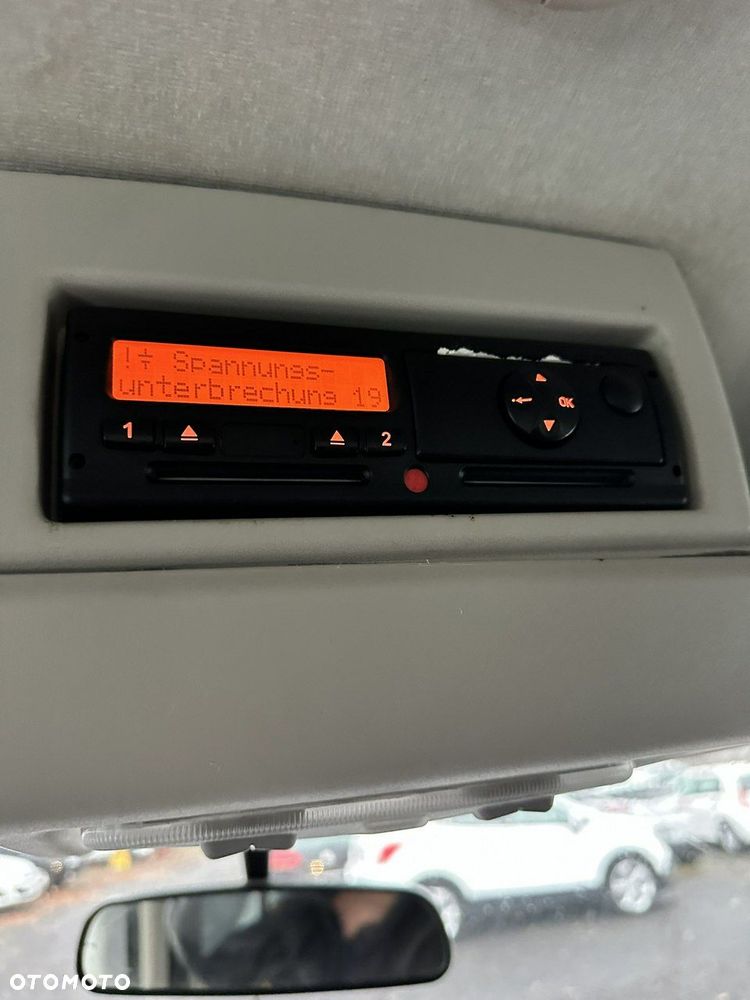 ! ÷ Spannungs-
unterbrechung 19
1 2
OK
OTOMOTO